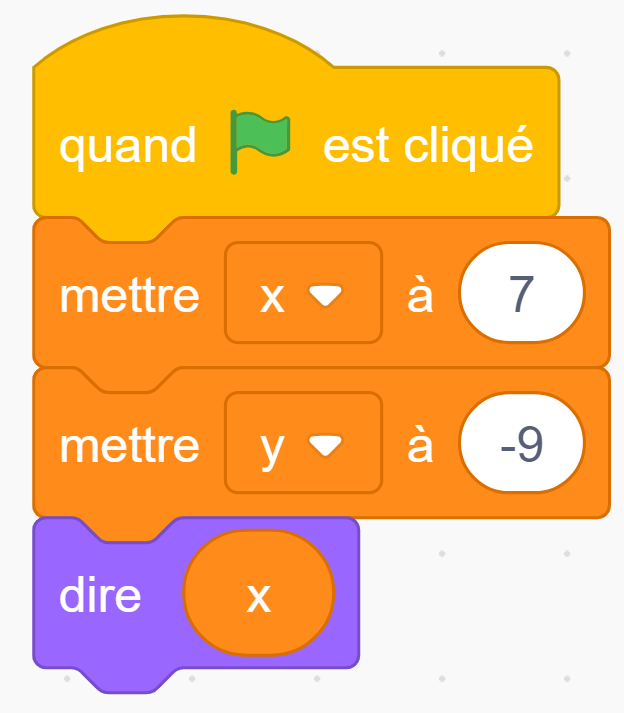 quand est cliqué
mettre x à 7
mettre y à -9
dire x